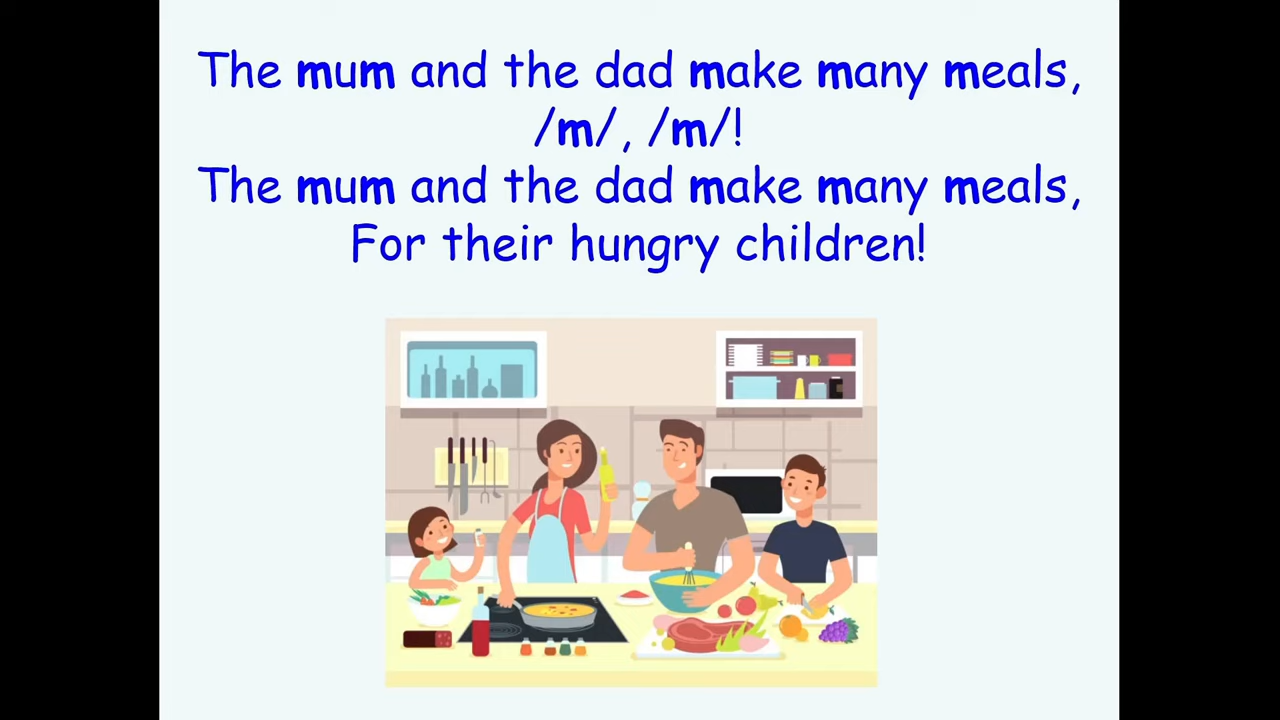 The mum and the dad make many meals,
/m/, /m/!
The mum and the dad make many meals,
For their hungry children!